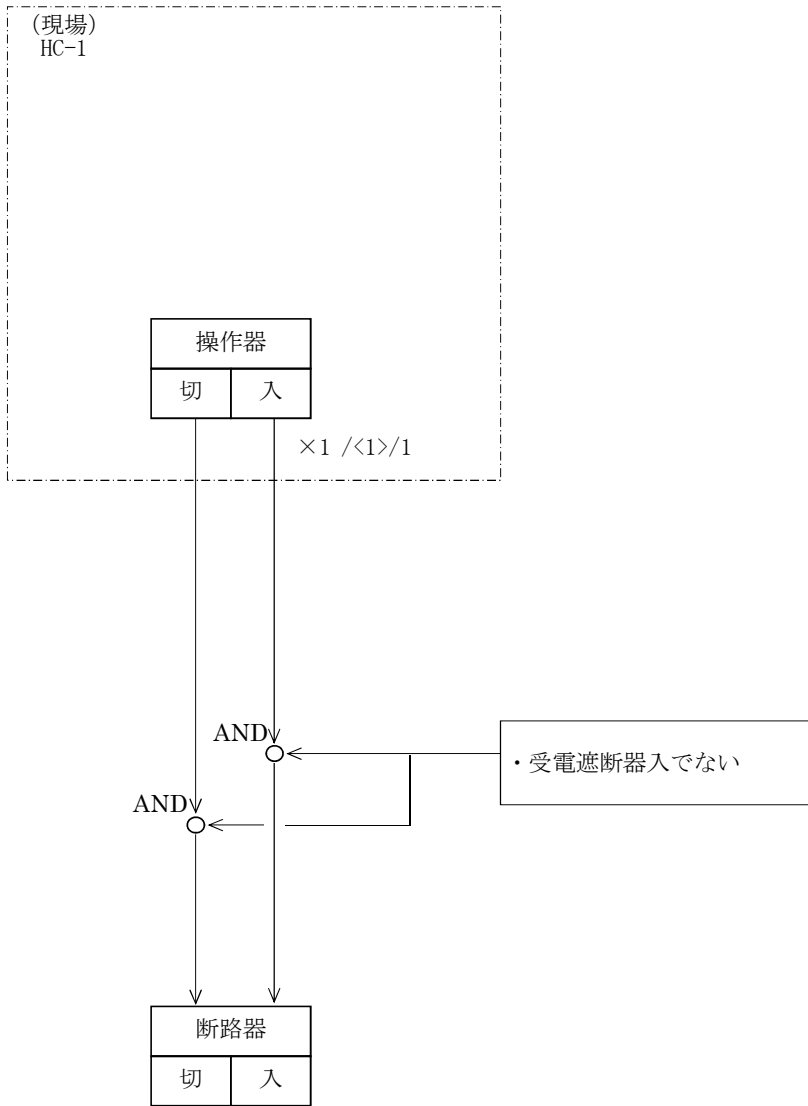 (現場)
HC-1
操作器
切 入
×1 /<1>/1
AND
・受電遮断器入でない
AND
断路器
切 入